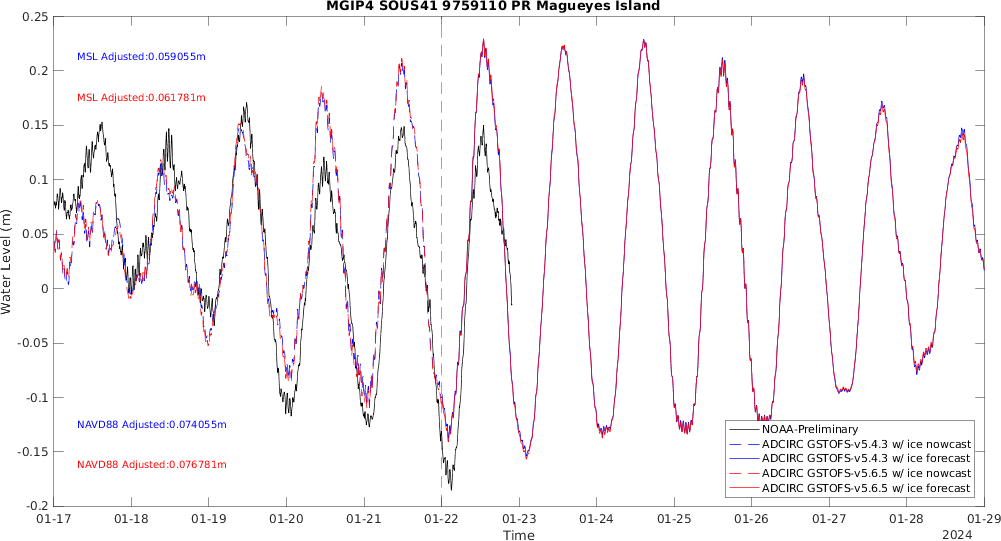 MGIP4 SOUS41 9759110 PR Magueyes Island
0.25
0.2
0.15
0.1
0.05
0
-0.05
-0.1
-0.15
-0.2
Water Level (m)
MSL Adjusted:0.059055m
MSL Adjusted:0.061781m
NAVD88 Adjusted:0.074055m
NAVD88 Adjusted:0.076781m
NOAA-Preliminary
ADCIRC GSTOFS-v5.4.3 w/ ice nowcast
ADCIRC GSTOFS-v5.4.3 w/ ice forecast
ADCIRC GSTOFS-v5.6.5 w/ ice nowcast
ADCIRC GSTOFS-v5.6.5 w/ ice forecast
01-17 01-18 01-19 01-20 01-21 01-22 01-23 01-24 01-25 01-26 01-27 01-28 01-29
Time
2024